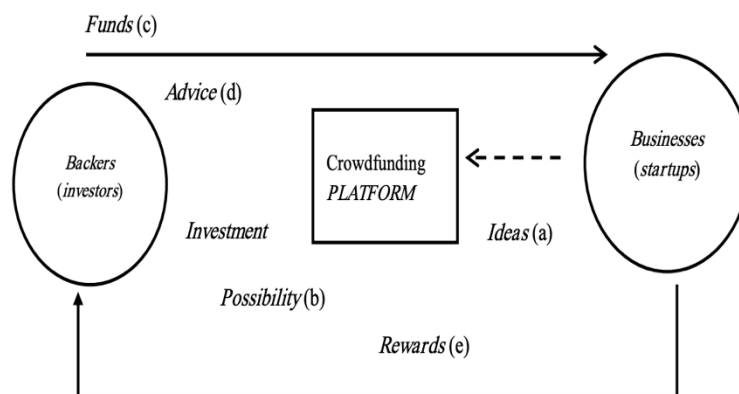 Funds (c)
Advice (d)
Backers
(investors)
Crowdfunding
PLATFORM
Businesses
(startups)
Investment
Ideas (a)
Possibility (b)
Rewards (e)